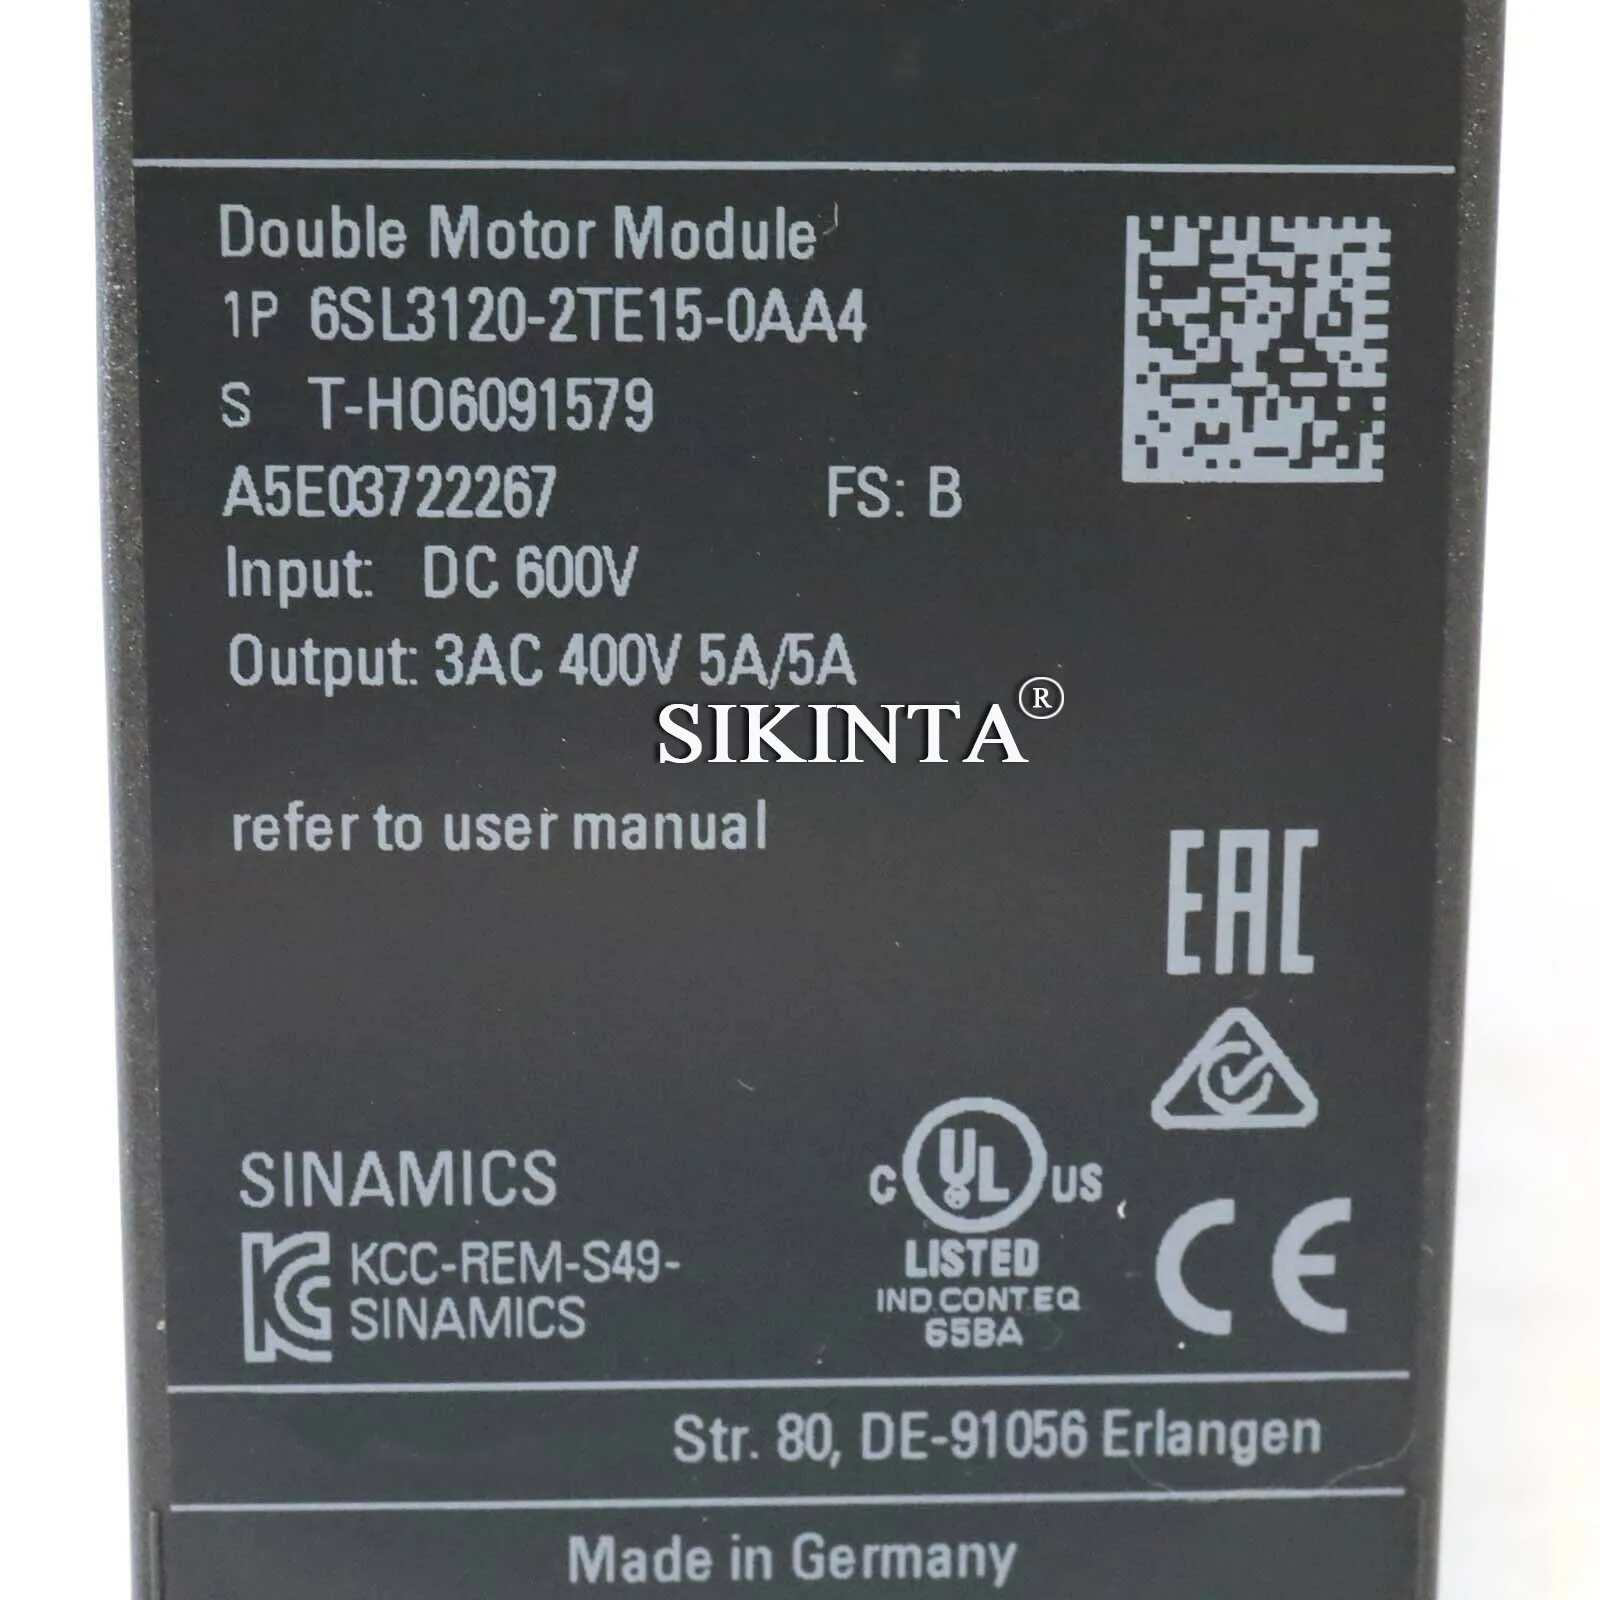 Double Motor Module
1P 6SL3120-2TE15-0AA4
S T-HO6091579
A5E03722267 FS: B
Input: DC 600V
Output: 3AC 400V 5A/5A
SIKINTA®
refer to user manual
EAC
SINAMICS
C UL US
LISTED
IND.CONT.EQ
65BA
CE
KC KCC-REM-S49-
SINAMICS
Str. 80, DE-91056 Erlangen
Made in Germany